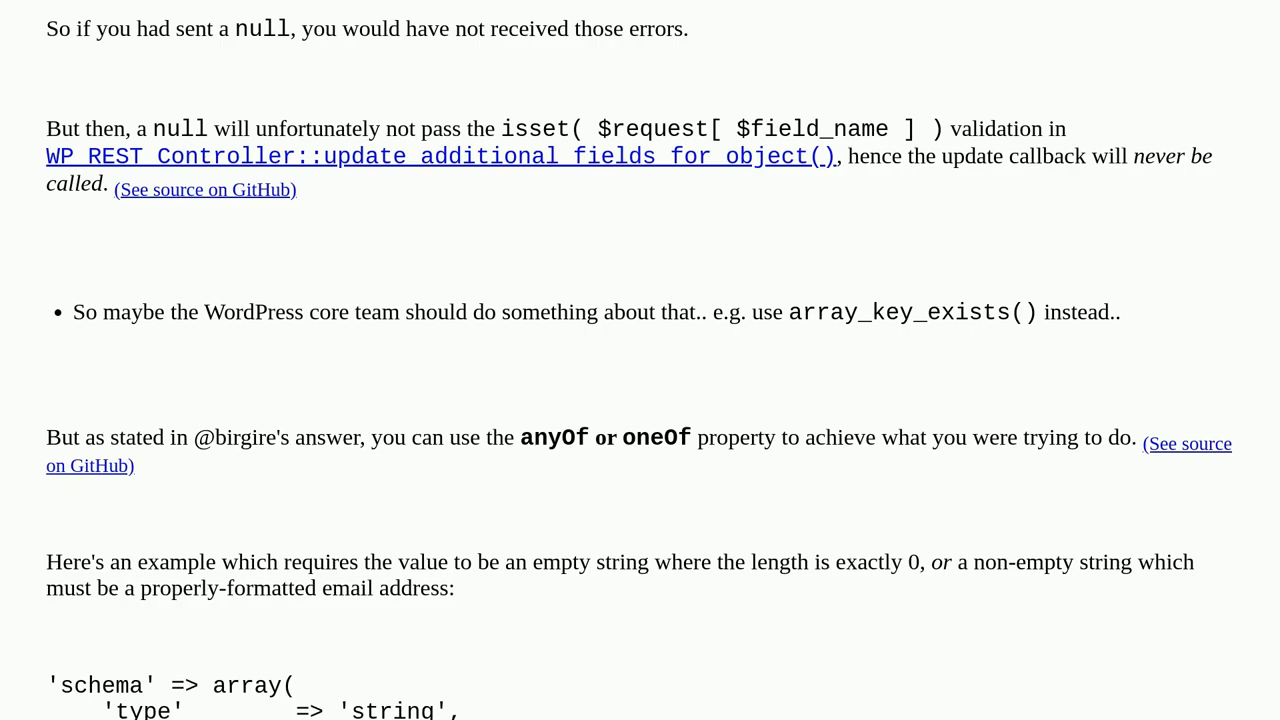 So if you had sent a null, you would have not received those errors.
But then, a null will unfortunately not pass the isset( $request[ $field_name ] ) validation in
WP_REST_Controller::update_additional_fields_for_object(), hence the update callback will never be
called. (See source on GitHub)
• So maybe the WordPress core team should do something about that.. e.g. use array_key_exists() instead..
But as stated in @birgire's answer, you can use the anyOf or oneOf property to achieve what you were trying to do. (See source
on GitHub)
Here's an example which requires the value to be an empty string where the length is exactly 0, or a non-empty string which
must be a properly-formatted email address:
'schema' => array(
    'type'        => 'string',